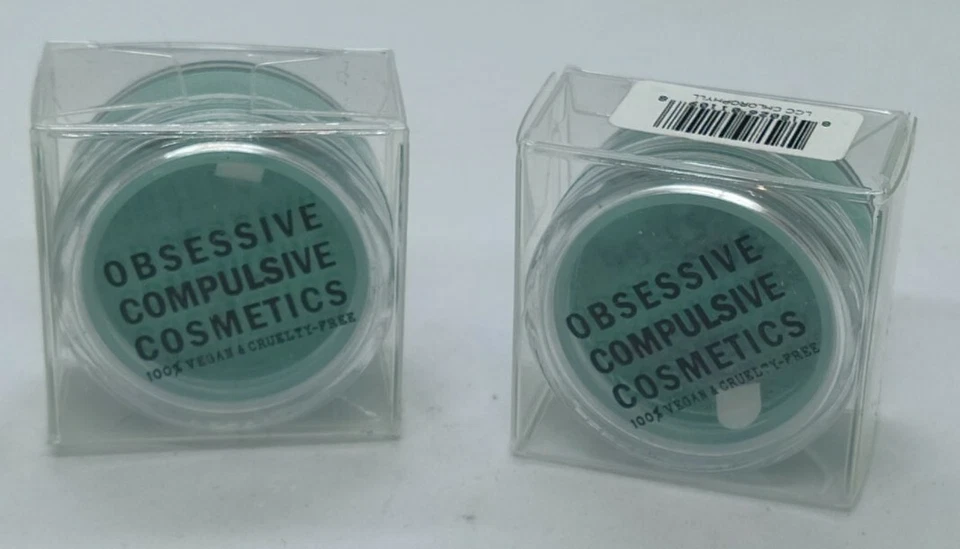 OBSESSIVE
COMPULSIVE
COSMETICS
100% VEGAN & CRUELTY-FREE
LCC CHLOROPHYLL
OBSESSIVE
COMPULSIVE
COSMETICS
100% VEGAN & CRUELTY-FREE